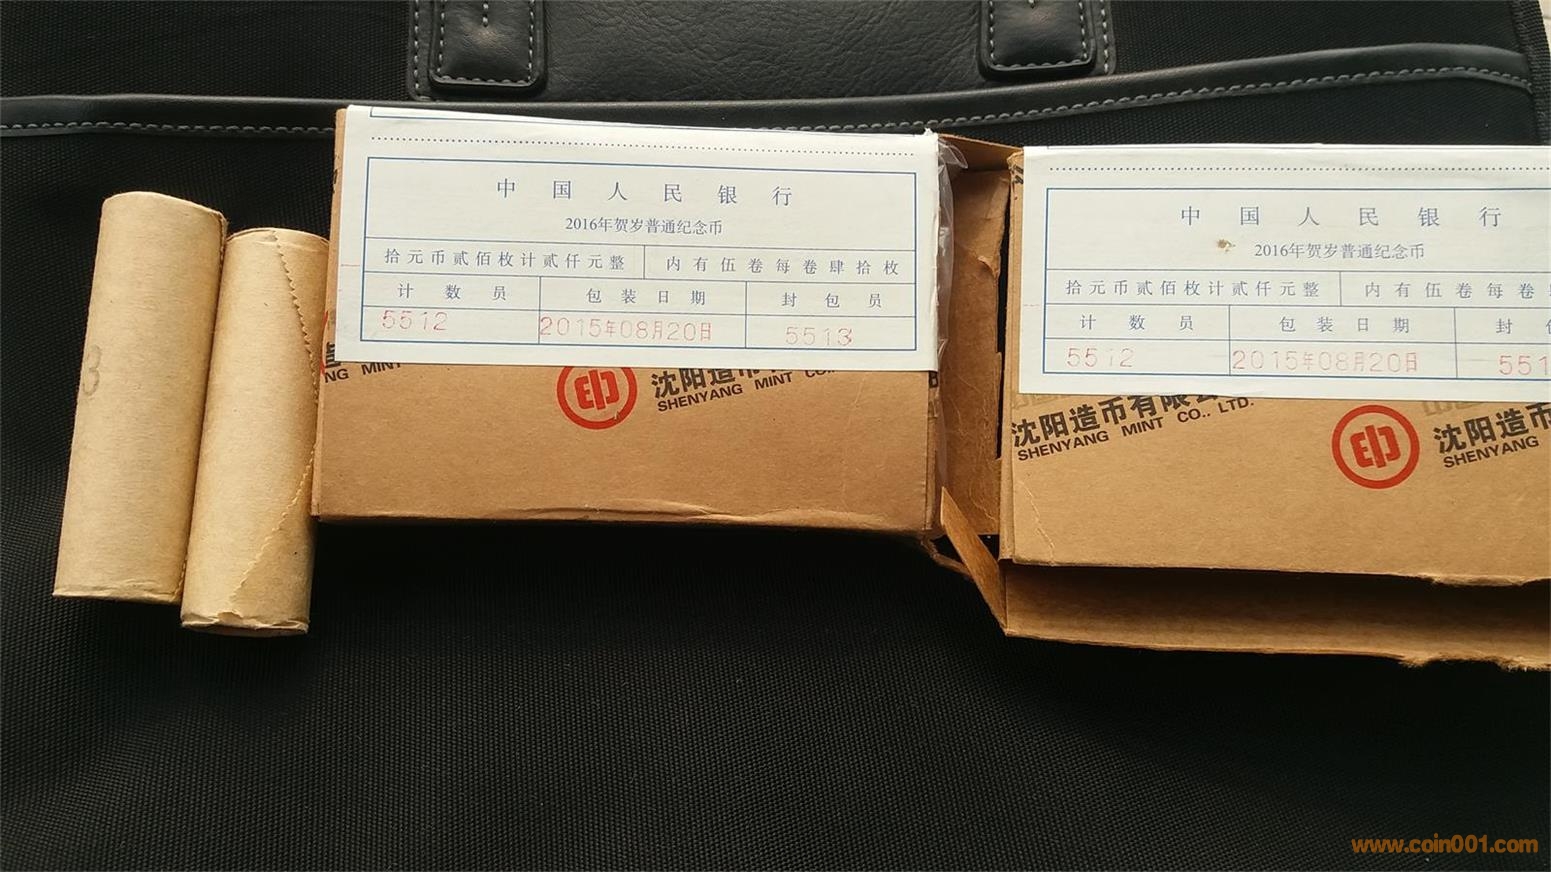 中国人民银行
2016年贺岁普通纪念币
拾元币贰佰枚计贰仟元整
内有伍卷每卷肆拾枚
计数员
包装日期
封包员
5512
2015年08月20日
5513
NG MINT
沈阳造币
SHENYANG MINT CO..
中国人民银行
2016年贺岁普通纪念币
拾元币贰佰枚计贰仟元整
内有伍卷每卷
计数员
包装日期
封包
5512
2015年08月20日
551
沈阳造币有限公
SHENYANG MINT CO.. LTD.
沈阳造币
SHENYANG
3
www.coin001.com